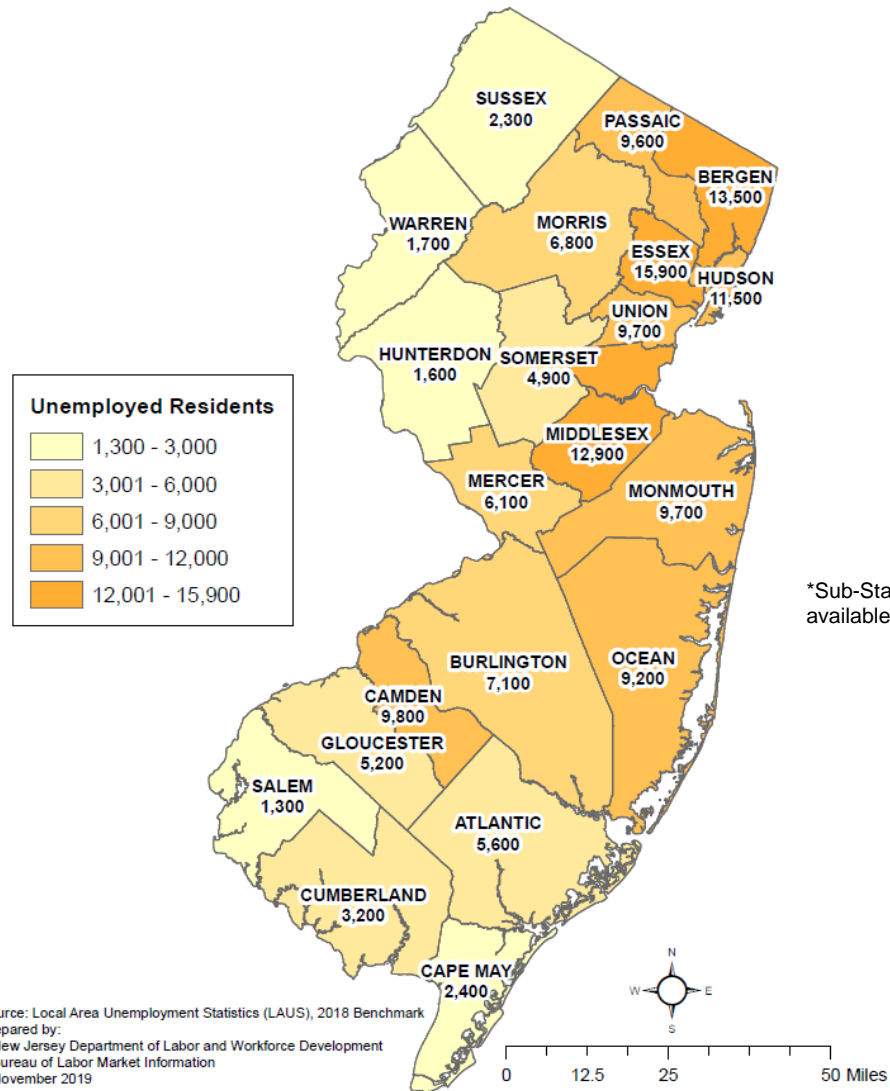 SUSSEX
2,300
PASSAIC
9,600
BERGEN
13,500
WARREN
1,700
MORRIS
6,800
ESSEX
15,900
HUDSON
11,500
UNION
9,700
HUNTERDON
1,600
SOMERSET
4,900
MIDDLESEX
12,900
MERCER
6,100
MONMOUTH
9,700
Unemployed Residents
1,300 - 3,000
3,001 - 6,000
6,001 - 9,000
9,001 - 12,000
12,001 - 15,900
*Sub-Sta
available
BURLINGTON
7,100
OCEAN
9,200
CAMDEN
9,800
GLOUCESTER
5,200
SALEM
1,300
ATLANTIC
5,600
CUMBERLAND
3,200
CAPE MAY
2,400
N
W E
S
urce: Local Area Unemployment Statistics (LAUS), 2018 Benchmark
epared by:
ew Jersey Department of Labor and Workforce Development
ureau of Labor Market Information
ovember 2019
0 12.5 25 50 Miles